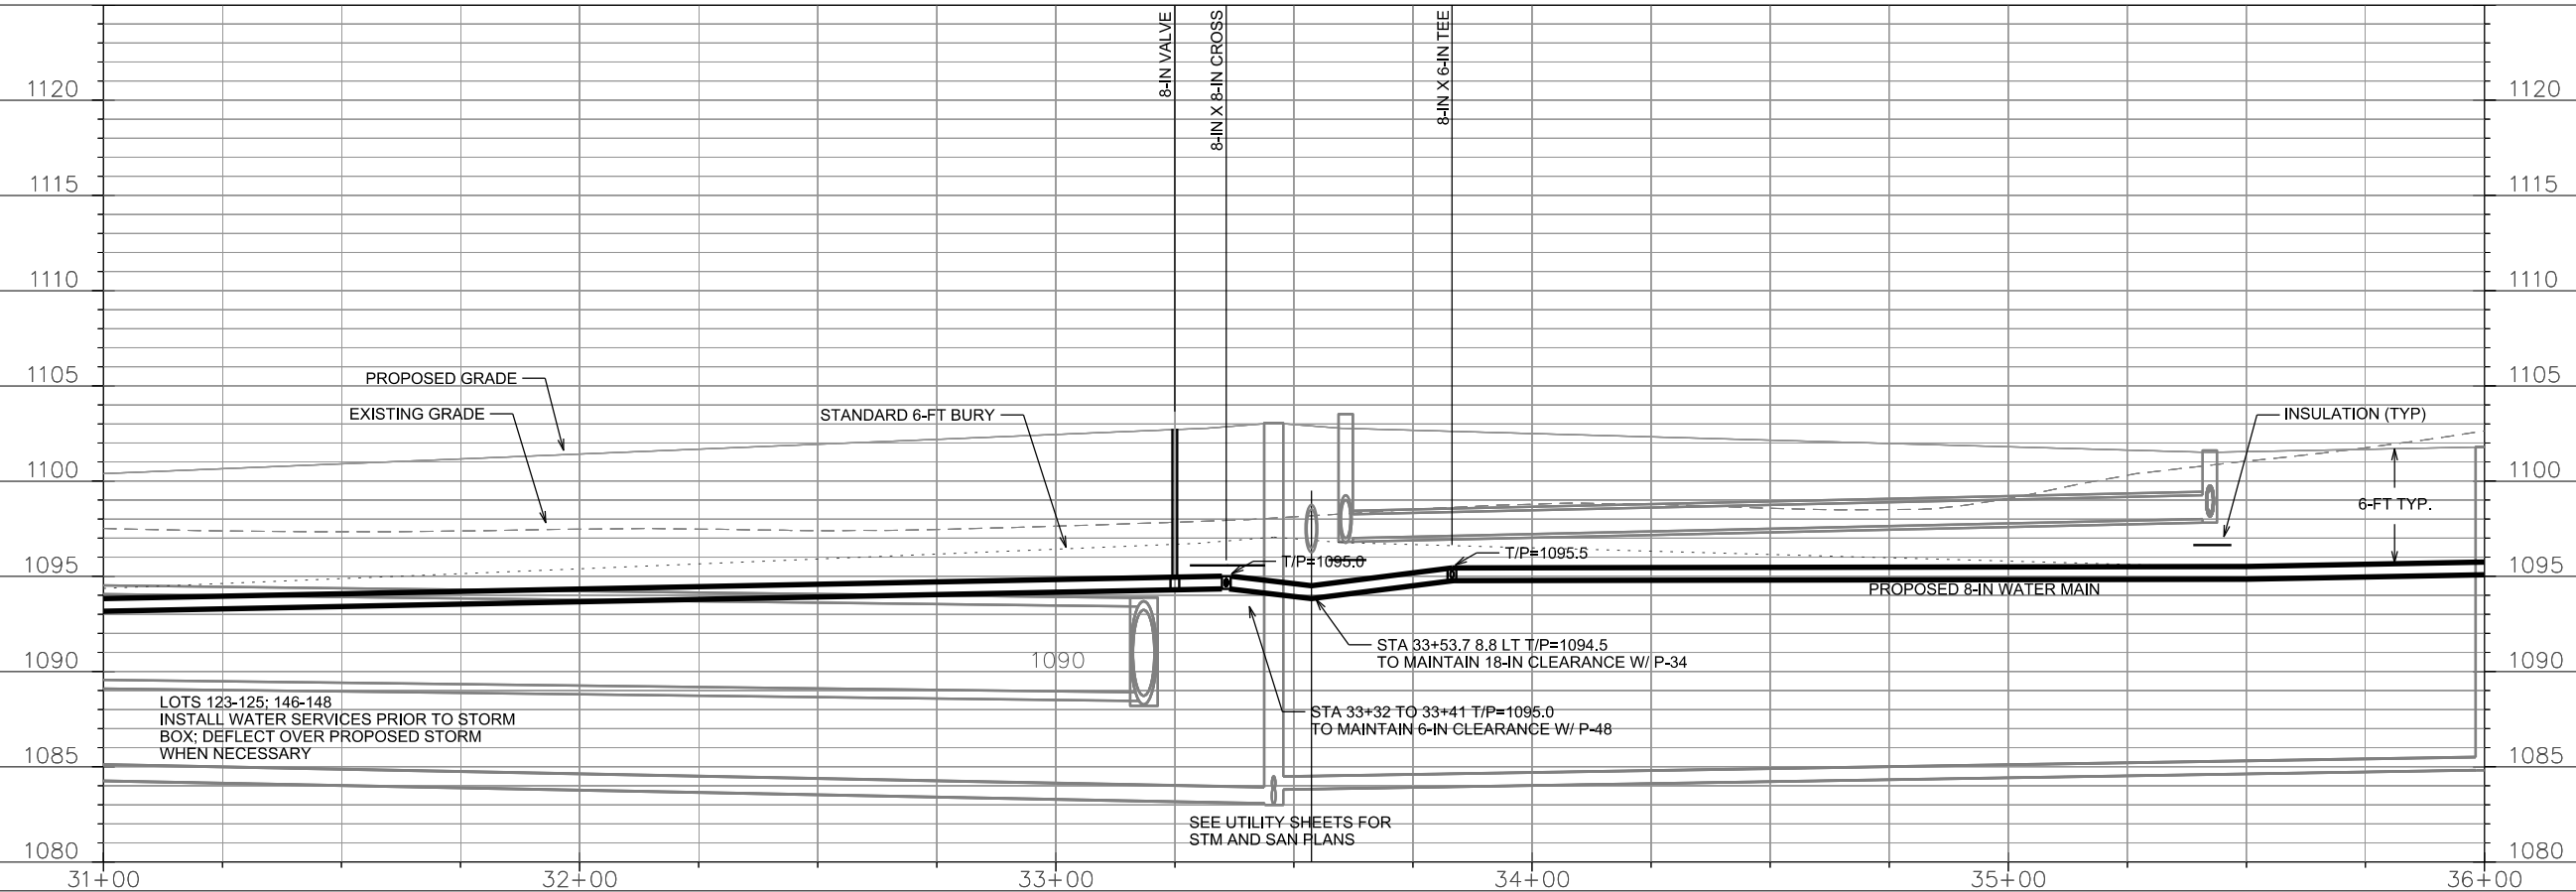 8-IN VALVE
8-IN X 8-IN CROSS
8-IN X 6-IN TEE
1120
1120
1115
1115
1110
1110
1105
1105
PROPOSED GRADE
EXISTING GRADE
STANDARD 6-FT BURY
INSULATION (TYP)
1100
1100
6-FT TYP.
T/P=1095.0
T/P=1095.5
1095
1095
PROPOSED 8-IN WATER MAIN
STA 33+53.7 8.8 LT T/P=1094.5
TO MAINTAIN 18-IN CLEARANCE W/ P-34
1090
1090
1090
LOTS 123-125; 146-148
INSTALL WATER SERVICES PRIOR TO STORM
BOX; DEFLECT OVER PROPOSED STORM
WHEN NECESSARY
STA 33+32 TO 33+41 T/P=1095.0
TO MAINTAIN 6-IN CLEARANCE W/ P-48
1085
1085
SEE UTILITY SHEETS FOR
STM AND SAN PLANS
1080
1080
31+00
32+00
33+00
34+00
35+00
36+00